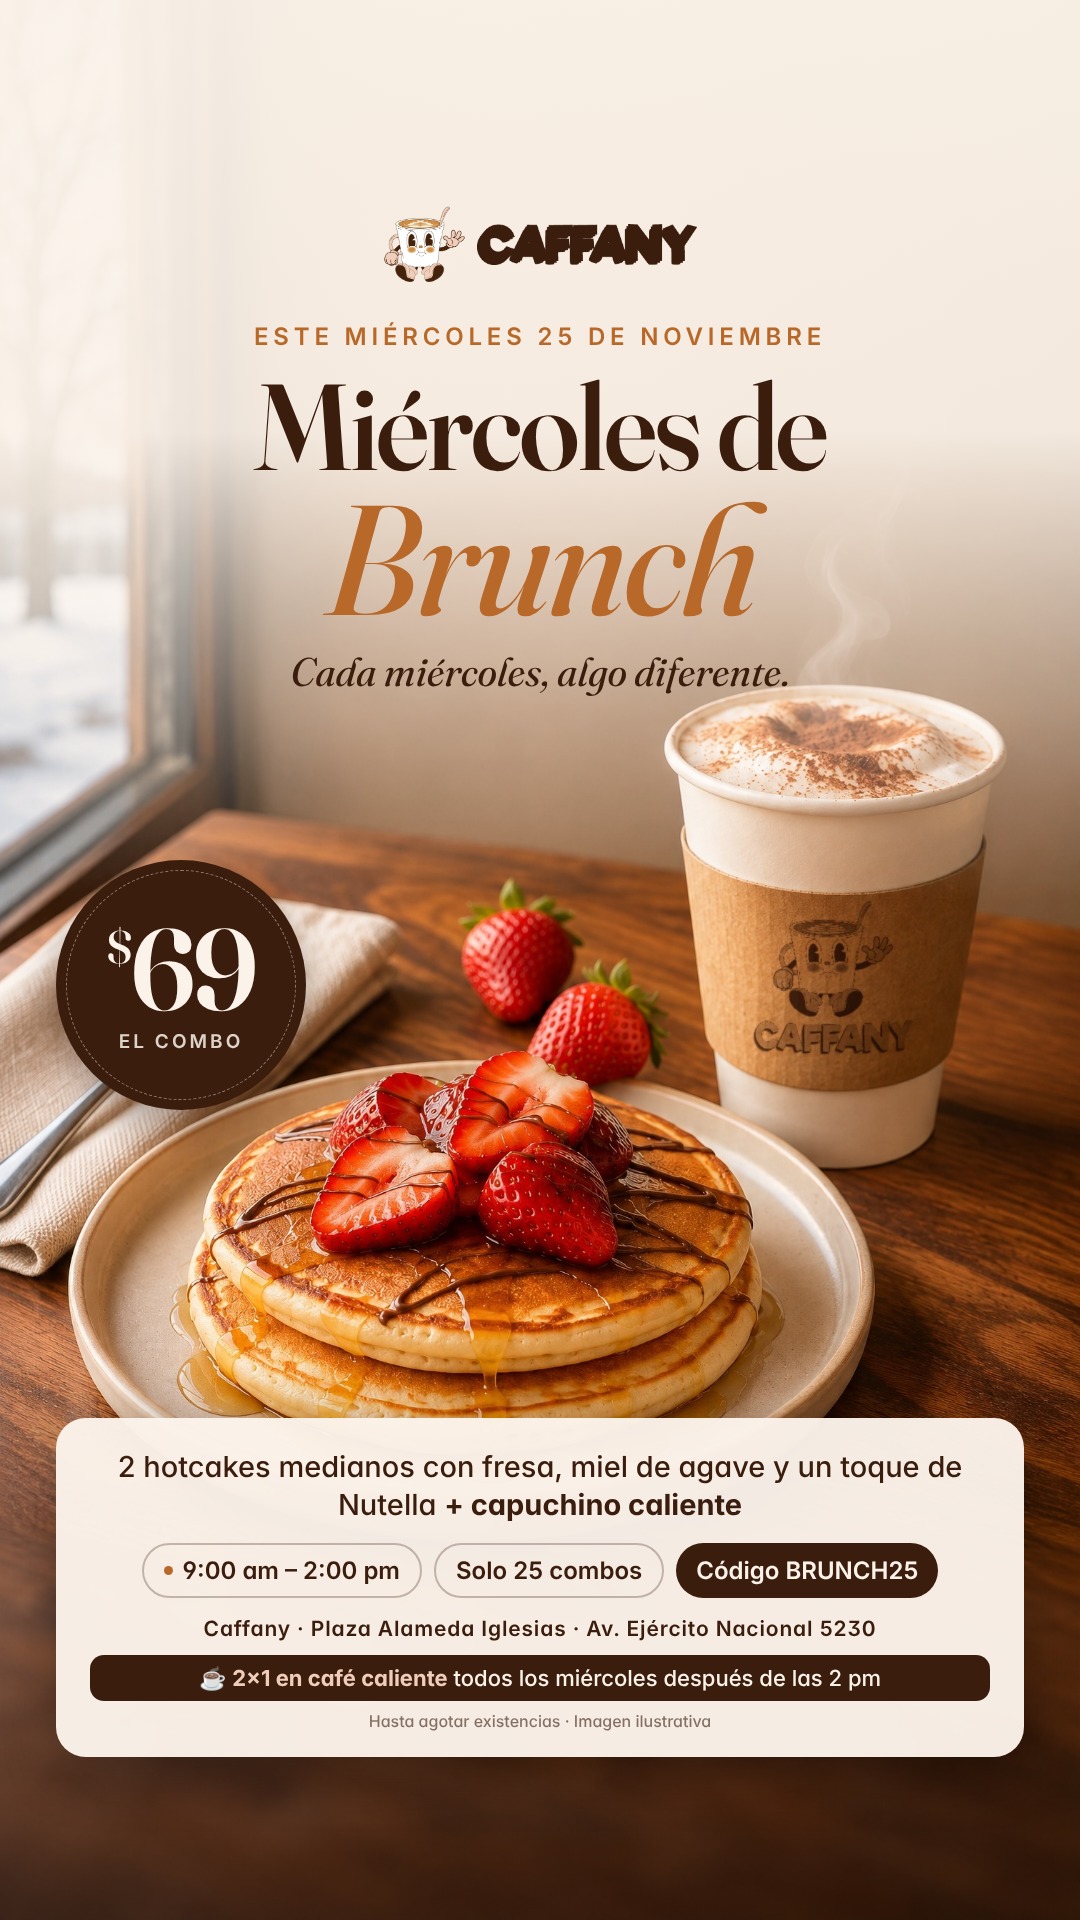 CAFFANY
ESTE MIÉRCOLES 25 DE NOVIEMBRE
Miércoles de
Brunch
Cada miércoles, algo diferente.
$69
EL COMBO
CAFFANY
2 hotcakes medianos con fresa, miel de agave y un toque de
Nutella + capuchino caliente
• 9:00 am – 2:00 pm
Solo 25 combos
Código BRUNCH25
Caffany · Plaza Alameda Iglesias · Av. Ejército Nacional 5230
☕ 2×1 en café caliente todos los miércoles después de las 2 pm
Hasta agotar existencias · Imagen ilustrativa